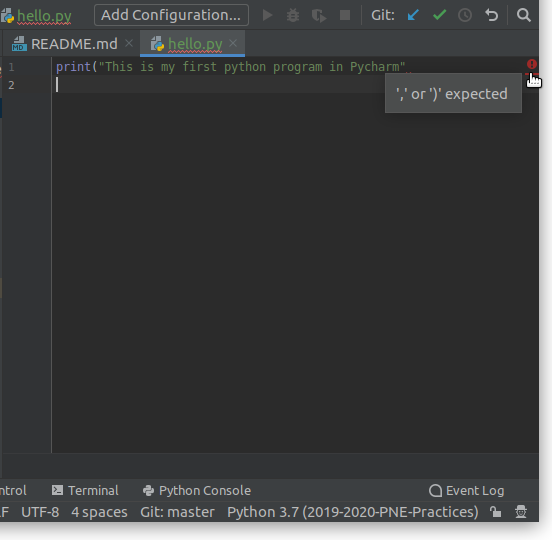 hello.py
Add Configuration...
Git:
README.md
hello.py
1 print("This is my first python program in Pycharm"
2
',' or ')' expected
Terminal
Python Console
Event Log
UTF-8
4 spaces
Git: master
Python 3.7 (2019-2020-PNE-Practices)